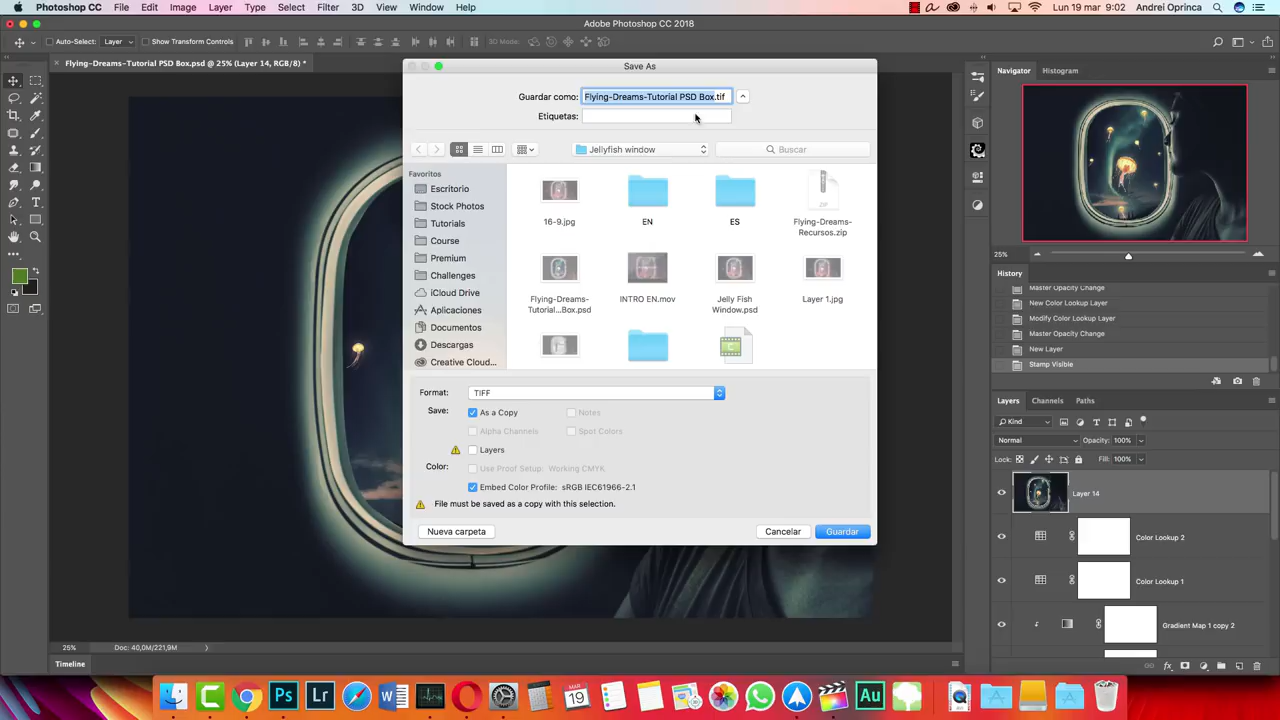 Photoshop CC File Edit Image Layer Type Select Filter 3D View Window Help Lun 19 mar 9:02 Andrei Oprinca
Adobe Photoshop CC 2018
Auto-Select: Layer Show Transform Controls 3D Mode:
Flying-Dreams-Tutorial PSD Box.psd @ 25% (Layer 14, RGB/8) *
Save As
Guardar como: Flying-Dreams-Tutorial PSD Box.tif
Etiquetas:
Jellyfish window
Buscar
Favoritos
Escritorio
Stock Photos
Tutorials
Course
Premium
Challenges
iCloud Drive
Aplicaciones
Documentos
Descargas
Creative Cloud...
16-9.jpg
EN
ES
Flying-Dreams-
Recursos.zip
Flying-Dreams-
Tutorial...Box.psd
INTRO EN.mov
Jelly Fish
Window.psd
Layer 1.jpg
ZIP
Format: TIFF
Save: As a Copy Notes
Alpha Channels Spot Colors
Layers
Color: Use Proof Setup: Working CMYK
Embed Color Profile: sRGB IEC61966-2.1
File must be saved as a copy with this selection.
Nueva carpeta Cancelar Guardar
Navigator Histogram
25%
History
Master Opacity Change
New Color Lookup Layer
Modify Color Lookup Layer
Master Opacity Change
New Layer
Stamp Visible
Layers Channels Paths
Kind
Normal Opacity: 100%
Lock: Fill: 100%
Layer 14
Color Lookup 2
Color Lookup 1
Gradient Map 1 copy 2
fx
25% Doc: 40,0M/221,9M
Timeline
Ps Lr W MAR 19 Au